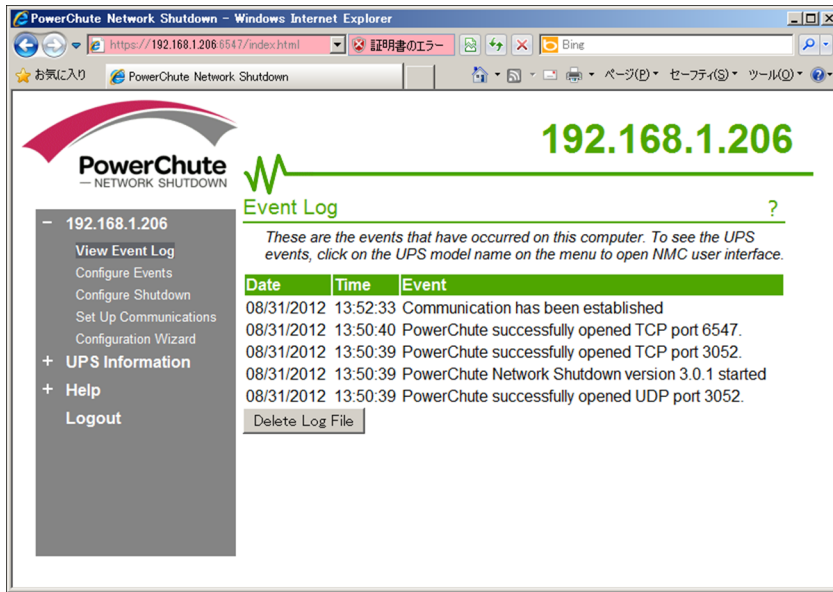 PowerChute Network Shutdown - Windows Internet Explorer
https://192.168.1.206:6547/index.html
証明書のエラー
Bing
お気に入り
PowerChute Network Shutdown
ページ(P)
セーフティ(S)
ツール(O)
PowerChute
NETWORK SHUTDOWN
192.168.1.206
− 192.168.1.206
View Event Log
Configure Events
Configure Shutdown
Set Up Communications
Configuration Wizard
+ UPS Information
+ Help
Logout
Event Log ?
These are the events that have occurred on this computer. To see the UPS
events, click on the UPS model name on the menu to open NMC user interface.
Date Time Event
08/31/2012 13:52:33 Communication has been established
08/31/2012 13:50:40 PowerChute successfully opened TCP port 6547.
08/31/2012 13:50:39 PowerChute successfully opened TCP port 3052.
08/31/2012 13:50:39 PowerChute Network Shutdown version 3.0.1 started
08/31/2012 13:50:39 PowerChute successfully opened UDP port 3052.
Delete Log File